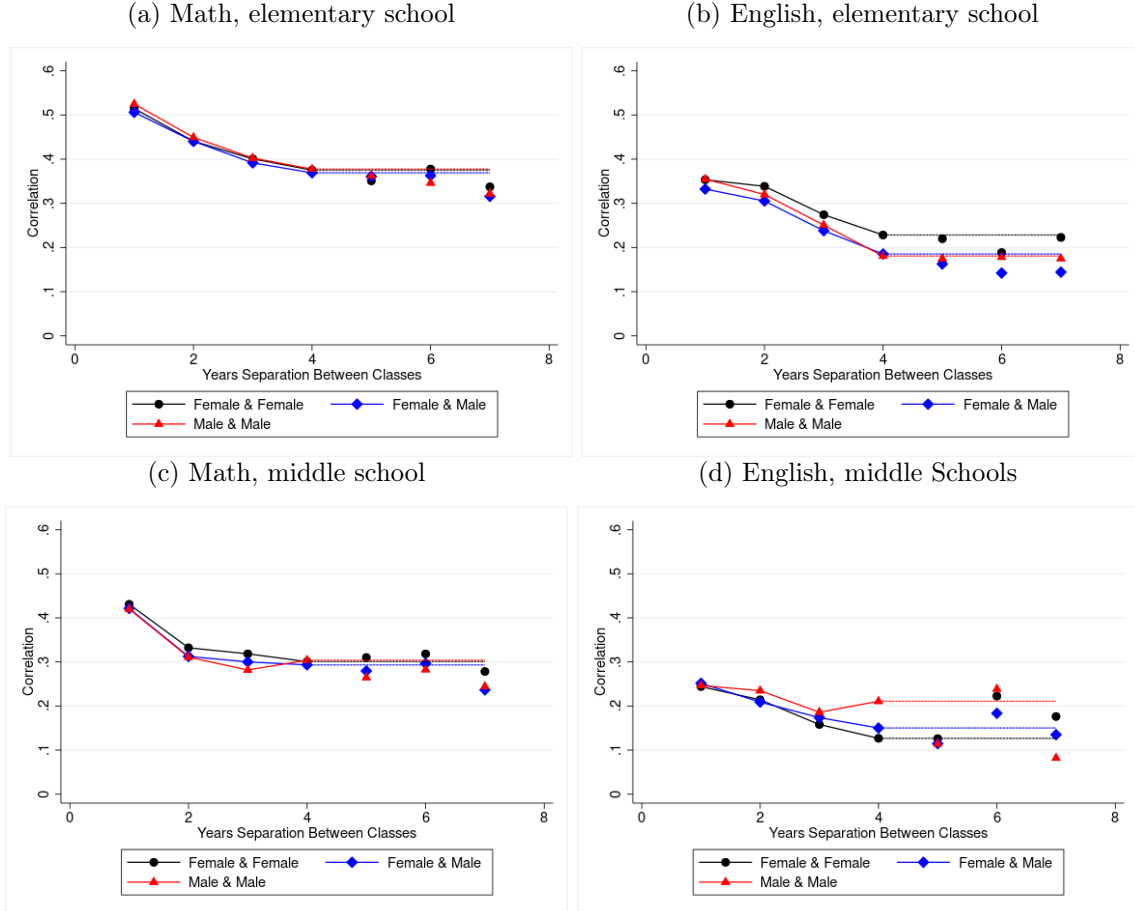 (a) Math, elementary school
Correlation
0 .1 .2 .3 .4 .5 .6
0 2 4 6 8
Years Separation Between Classes
Female & Female Female & Male
Male & Male
(b) English, elementary school
Correlation
0 .1 .2 .3 .4 .5 .6
0 2 4 6 8
Years Separation Between Classes
Female & Female Female & Male
Male & Male
(c) Math, middle school
Correlation
0 .1 .2 .3 .4 .5 .6
0 2 4 6 8
Years Separation Between Classes
Female & Female Female & Male
Male & Male
(d) English, middle Schools
Correlation
0 .1 .2 .3 .4 .5 .6
0 2 4 6 8
Years Separation Between Classes
Female & Female Female & Male
Male & Male